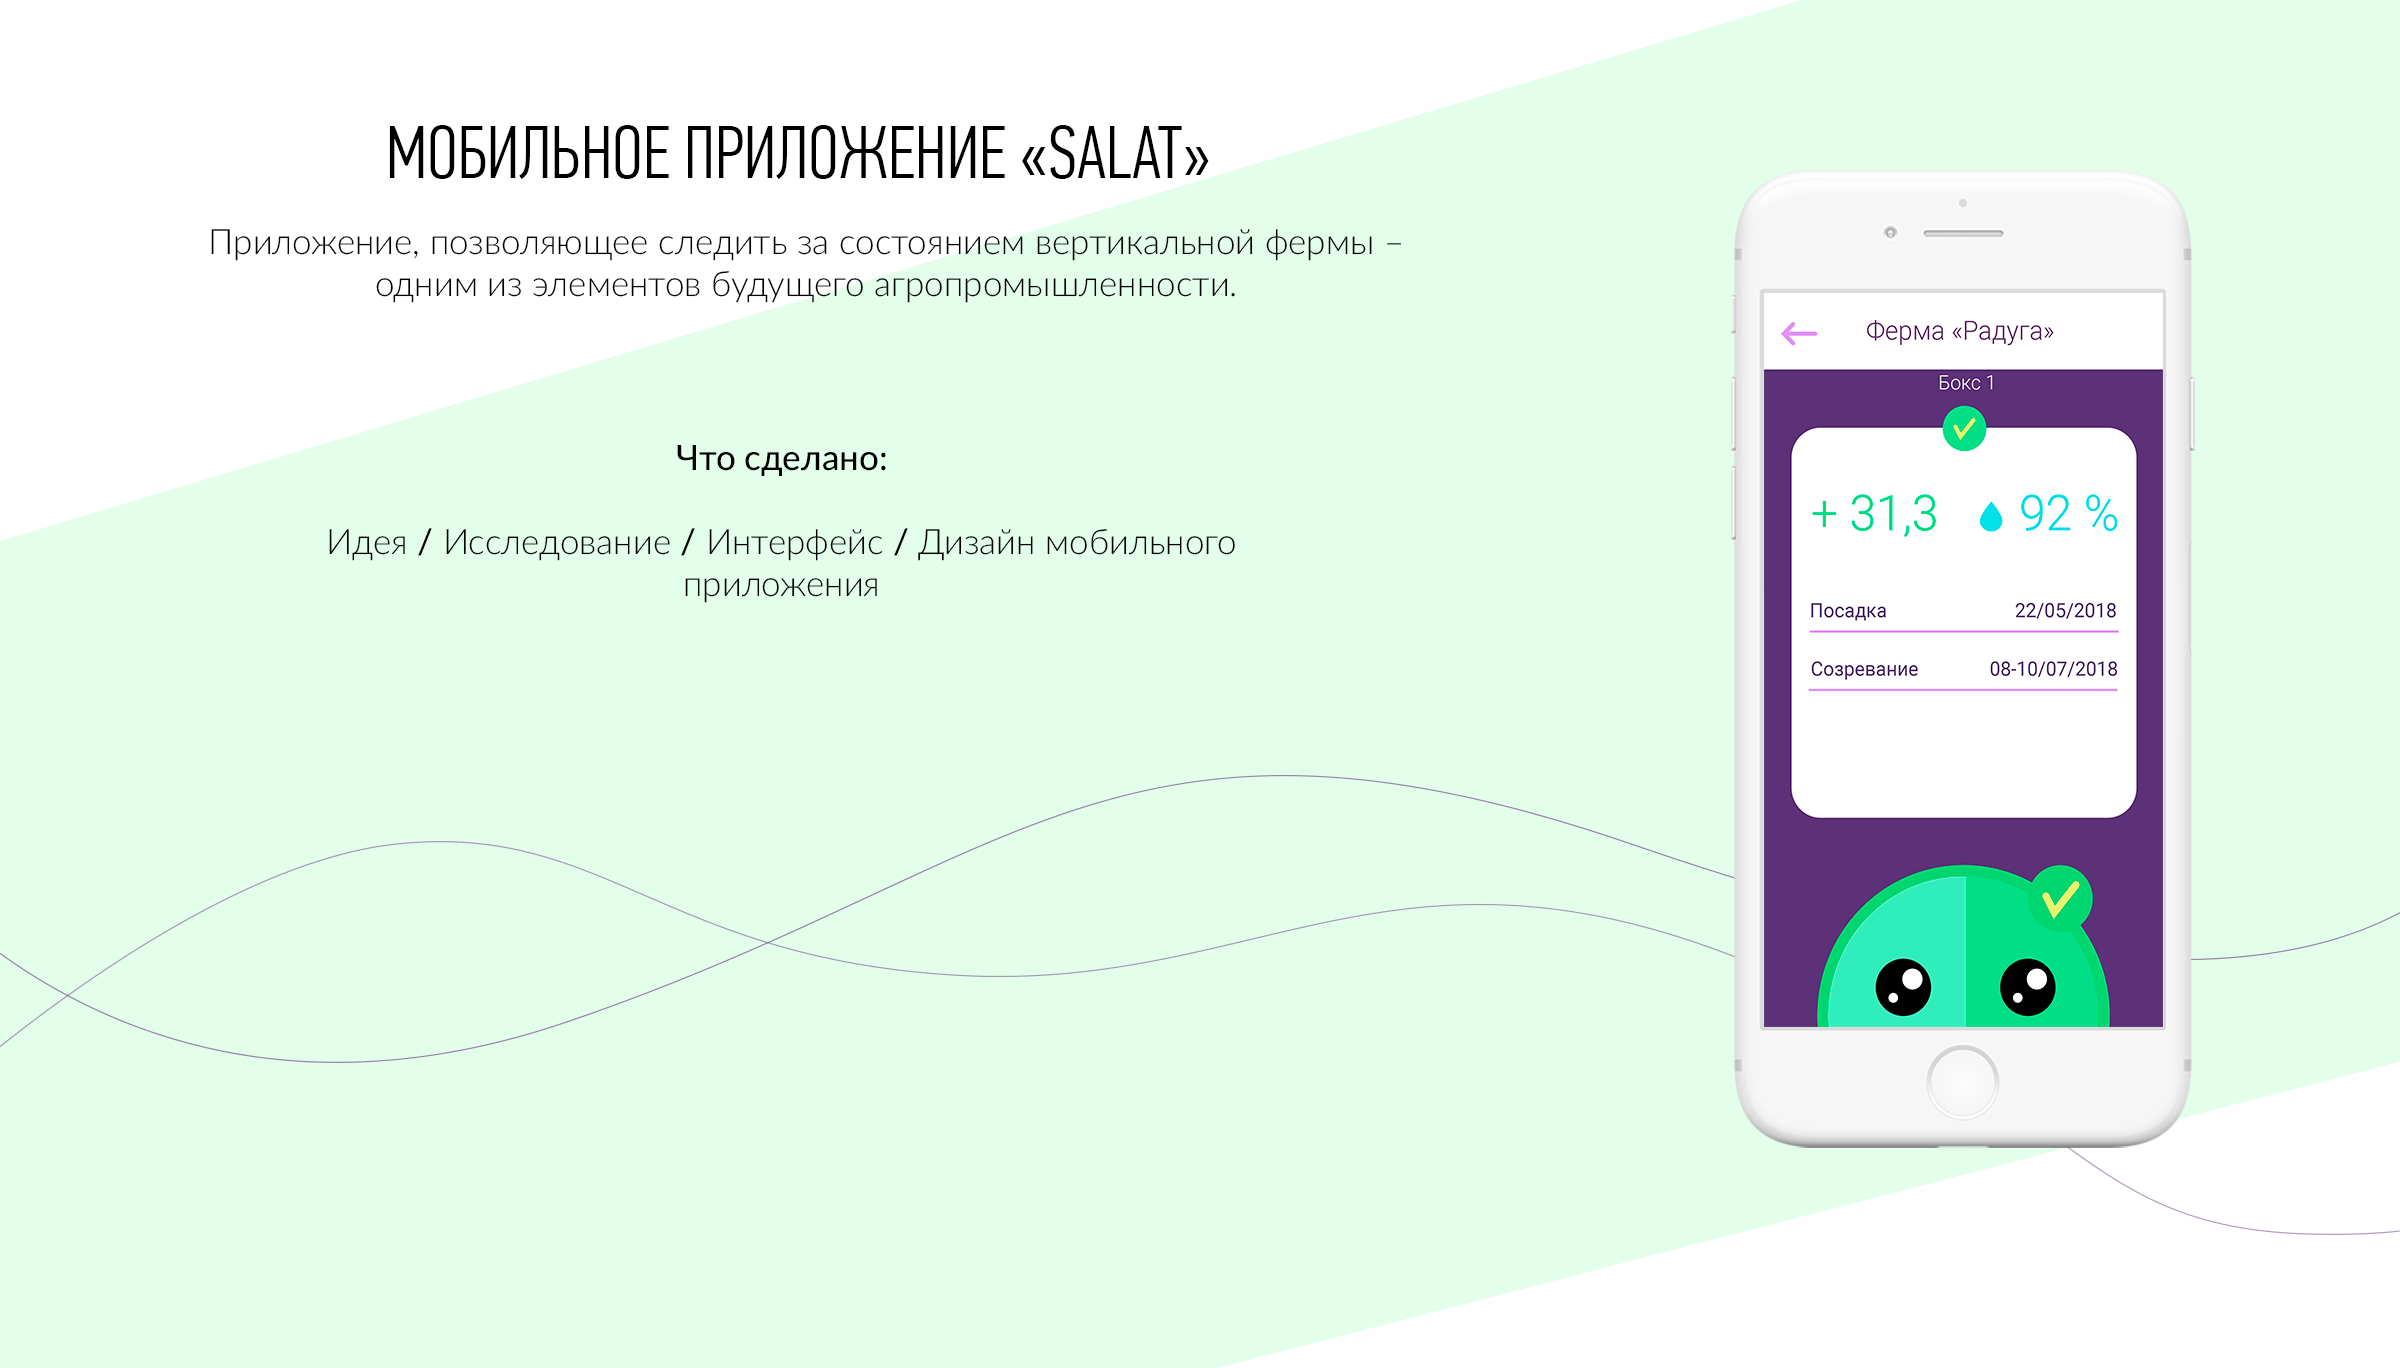 МОБИЛЬНОЕ ПРИЛОЖЕНИЕ «SALAT»
Приложение, позволяющее следить за состоянием вертикальной фермы –
одним из элементов будущего агропромышленности.
Что сделано:
Идея / Исследование / Интерфейс / Дизайн мобильного
приложения
Ферма «Радуга»
Бокс 1
+ 31,3 92 %
Посадка 22/05/2018
Созревание 08-10/07/2018